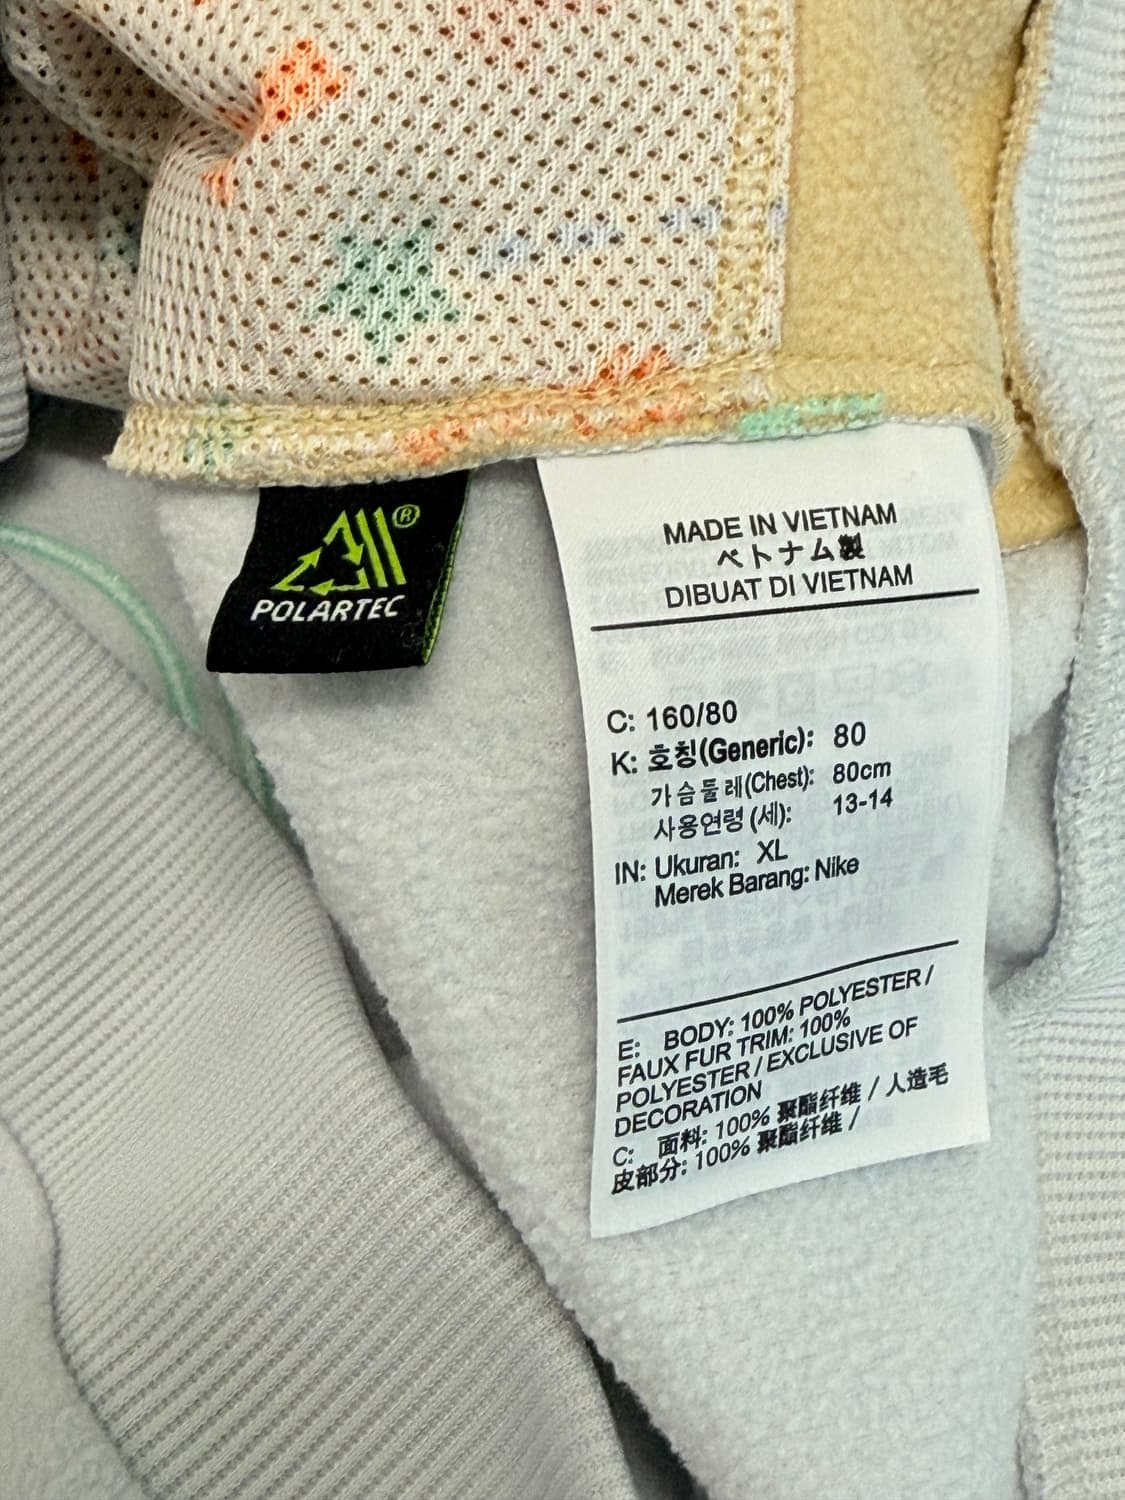 ®
POLARTEC
MADE IN VIETNAM
ベトナム製
DIBUAT DI VIETNAM
C: 160/80
K: 호칭(Generic): 80
가슴둘레(Chest): 80cm
사용연령(세): 13-14
IN: Ukuran: XL
Merek Barang: Nike
E: BODY: 100% POLYESTER /
FAUX FUR TRIM: 100%
POLYESTER / EXCLUSIVE OF
DECORATION
C: 面料: 100% 聚酯纤维 / 人造毛
皮部分: 100% 聚酯纤维 /